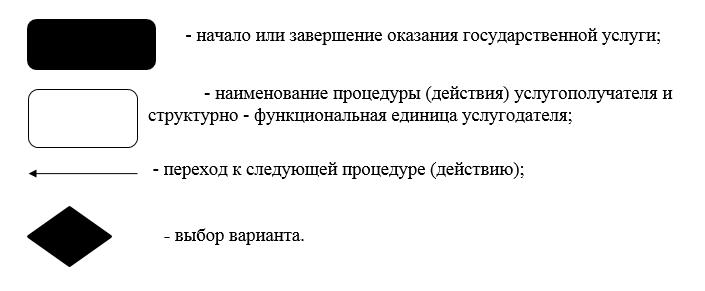 - начало или завершение оказания государственной услуги;
- наименование процедуры (действия) услугополучателя и
структурно - функциональная единица услугодателя;
- переход к следующей процедуре (действию);
- выбор варианта.